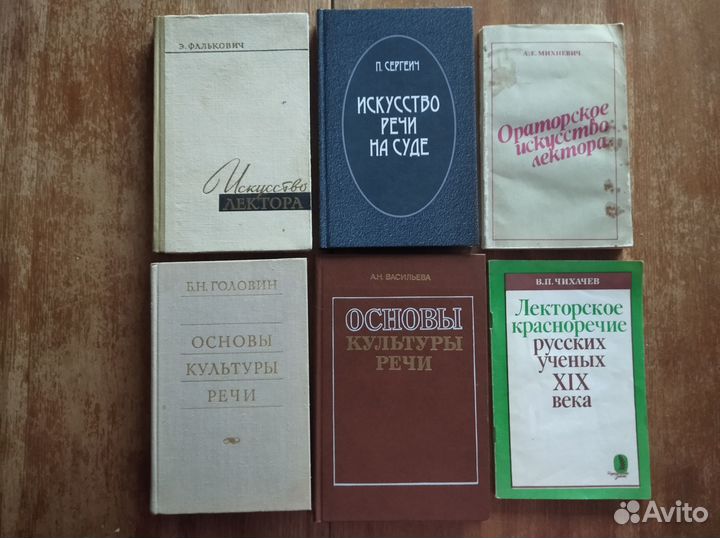 Э. ФАЛЬКОВИЧ
Искусство
ЛЕКТОРА
П. СЕРГЕИЧ
ИСКУССТВО
РЕЧИ
НА СУДЕ
А.Е. МИХНЕВИЧ
Ораторское
искусство
лектора
Б.Н. ГОЛОВИН
ОСНОВЫ
КУЛЬТУРЫ
РЕЧИ
А.Н. ВАСИЛЬЕВА
ОСНОВЫ
КУЛЬТУРЫ
РЕЧИ
В.П. ЧИХАЧЕВ
Лекторское
красноречие
русских
ученых
XIX
века
Avito